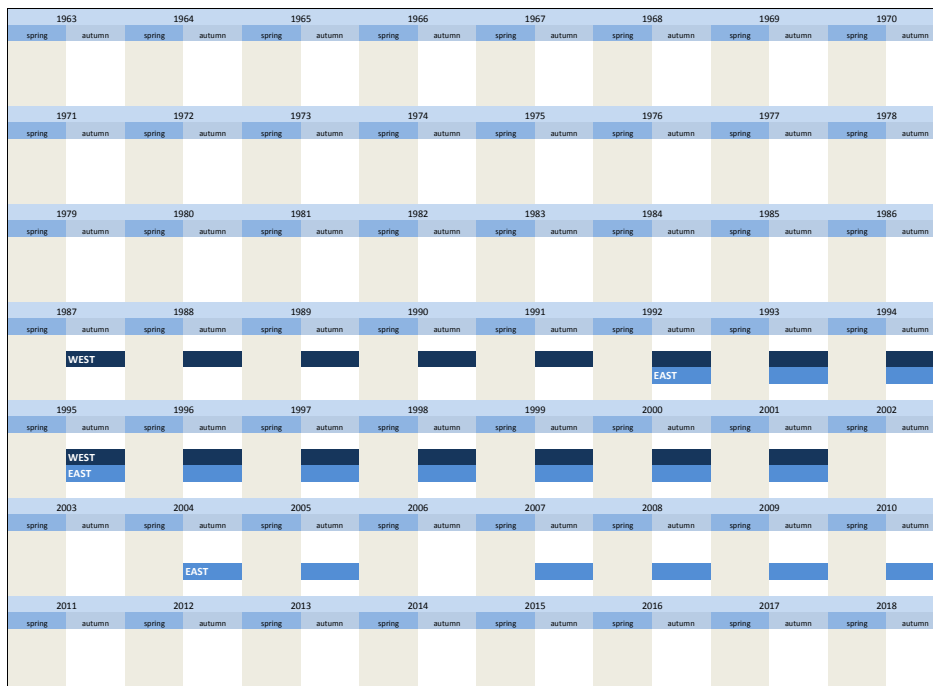 1963 1964 1965 1966 1967 1968 1969 1970
spring autumn spring autumn spring autumn spring autumn spring autumn spring autumn spring autumn spring autumn
1971 1972 1973 1974 1975 1976 1977 1978
spring autumn spring autumn spring autumn spring autumn spring autumn spring autumn spring autumn spring autumn
1979 1980 1981 1982 1983 1984 1985 1986
spring autumn spring autumn spring autumn spring autumn spring autumn spring autumn spring autumn spring autumn
1987 1988 1989 1990 1991 1992 1993 1994
spring autumn spring autumn spring autumn spring autumn spring autumn spring autumn spring autumn spring autumn
WEST
EAST
1995 1996 1997 1998 1999 2000 2001 2002
spring autumn spring autumn spring autumn spring autumn spring autumn spring autumn spring autumn spring autumn
WEST
EAST
2003 2004 2005 2006 2007 2008 2009 2010
spring autumn spring autumn spring autumn spring autumn spring autumn spring autumn spring autumn spring autumn
EAST
2011 2012 2013 2014 2015 2016 2017 2018
spring autumn spring autumn spring autumn spring autumn spring autumn spring autumn spring autumn spring autumn